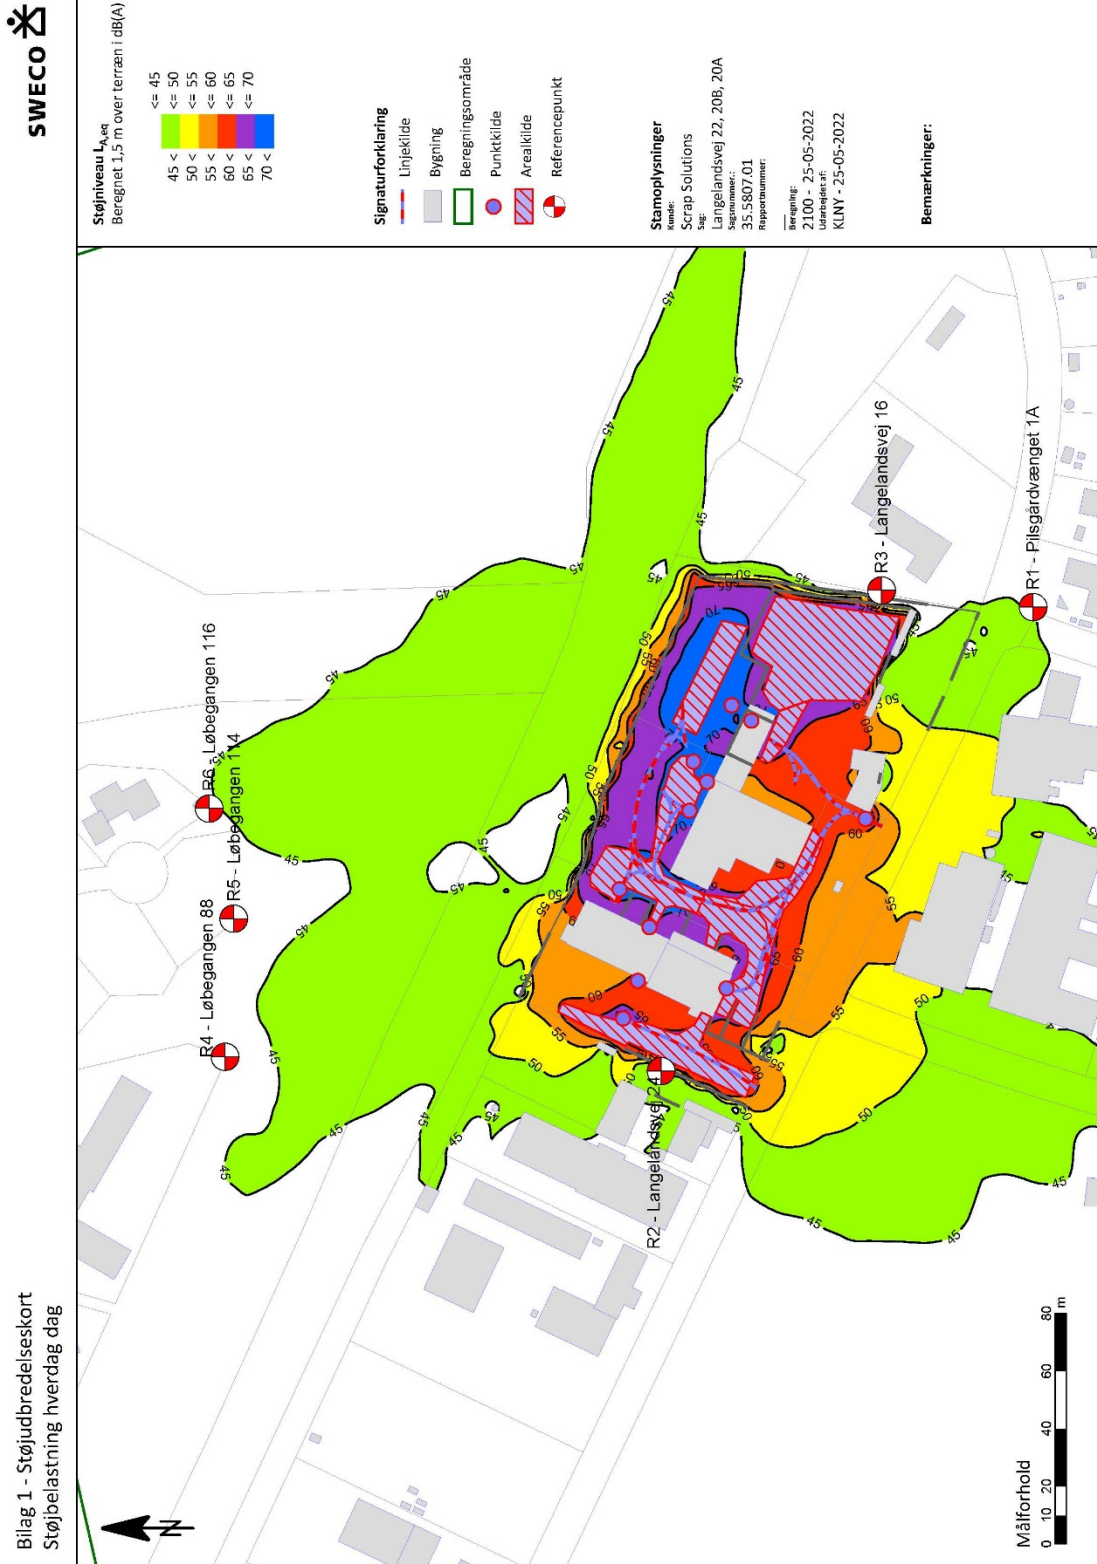 Bilag 1 - Støjudbredelseskort
Støjbelastning hverdag dag
N
Målforhold
0 10 20 40 60 80 m
R4 - Løbegangen 88
R5 - Løbegangen 114
R6 - Løbegangen 116
R2 - Langelandsvej 24
R3 - Langelandsvej 16
R1 - Pilsgårdvænget 1A
SWECO
Støjniveau LA,eq
Beregnet 1,5 m over terræn i dB(A)
<= 45
45 < <= 50
50 < <= 55
55 < <= 60
60 < <= 65
65 < <= 70
70 <
Signaturforklaring
Linjekilde
Bygning
Beregningsområde
Punktkilde
Arealkilde
Referencepunkt
Stamoplysninger
Kunde:
Scrap Solutions
Sag:
Langelandsvej 22, 20B, 20A
Sagsnummer.:
35.5807.01
Rapportnummer:
Beregning:
2100 - 25-05-2022
Udarbejdet af:
KLNY - 25-05-2022
Bemærkninger: